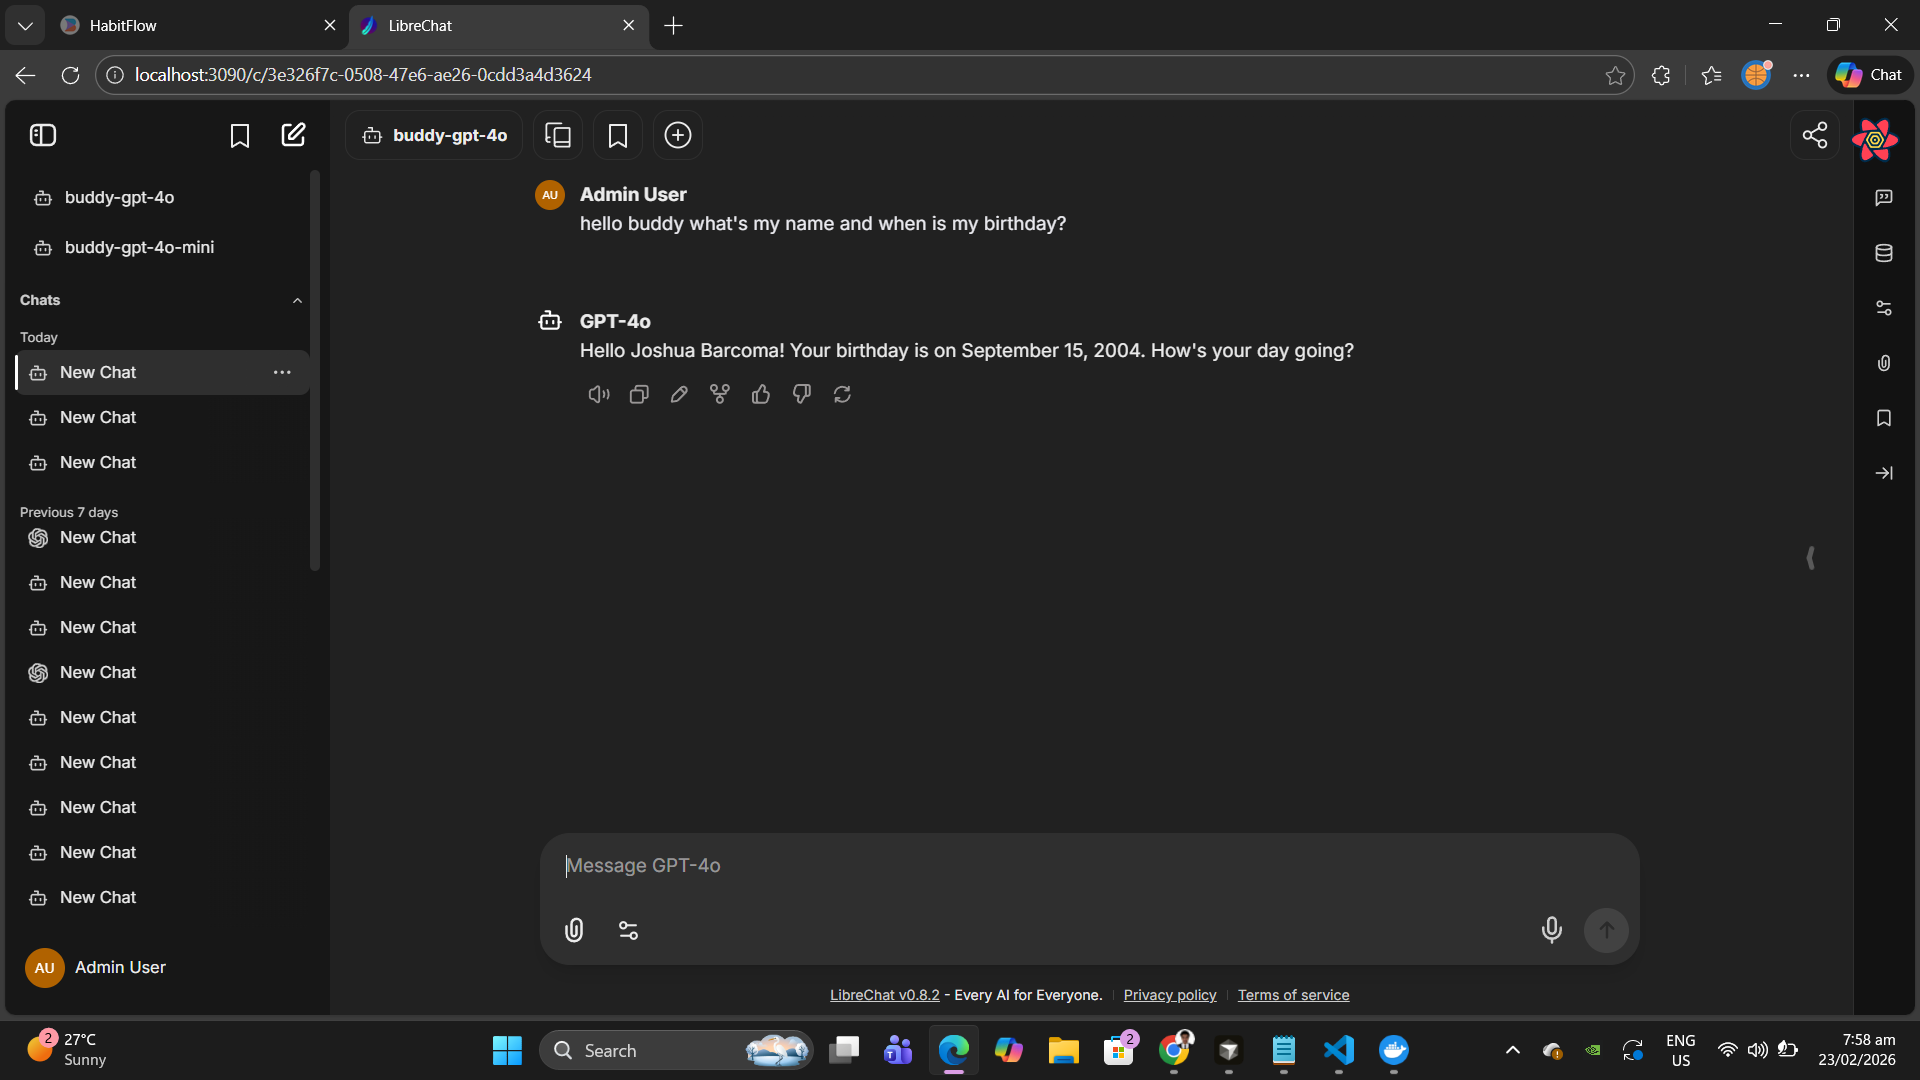 HabitFlow
LibreChat
localhost:3090/c/3e326f7c-0508-47e6-ae26-0cdd3a4d3624
Chat
buddy-gpt-4o
buddy-gpt-4o-mini
Chats
Today
New Chat
New Chat
New Chat
Previous 7 days
New Chat
New Chat
New Chat
New Chat
New Chat
New Chat
New Chat
New Chat
New Chat
AU Admin User
buddy-gpt-4o
AU Admin User
hello buddy what's my name and when is my birthday?
GPT-4o
Hello Joshua Barcoma! Your birthday is on September 15, 2004. How's your day going?
Message GPT-4o
LibreChat v0.8.2 - Every AI for Everyone. Privacy policy Terms of service
2
27°C
Sunny
Search
2
ENG
US
7:58 am
23/02/2026